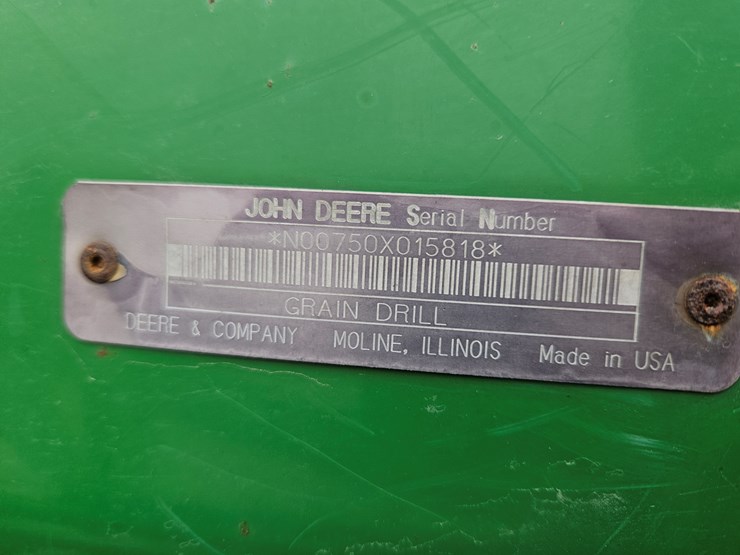 JOHN DEERE Serial Number
*N00750X015818*
GRAIN DRILL
DEERE & COMPANY MOLINE, ILLINOIS Made in USA